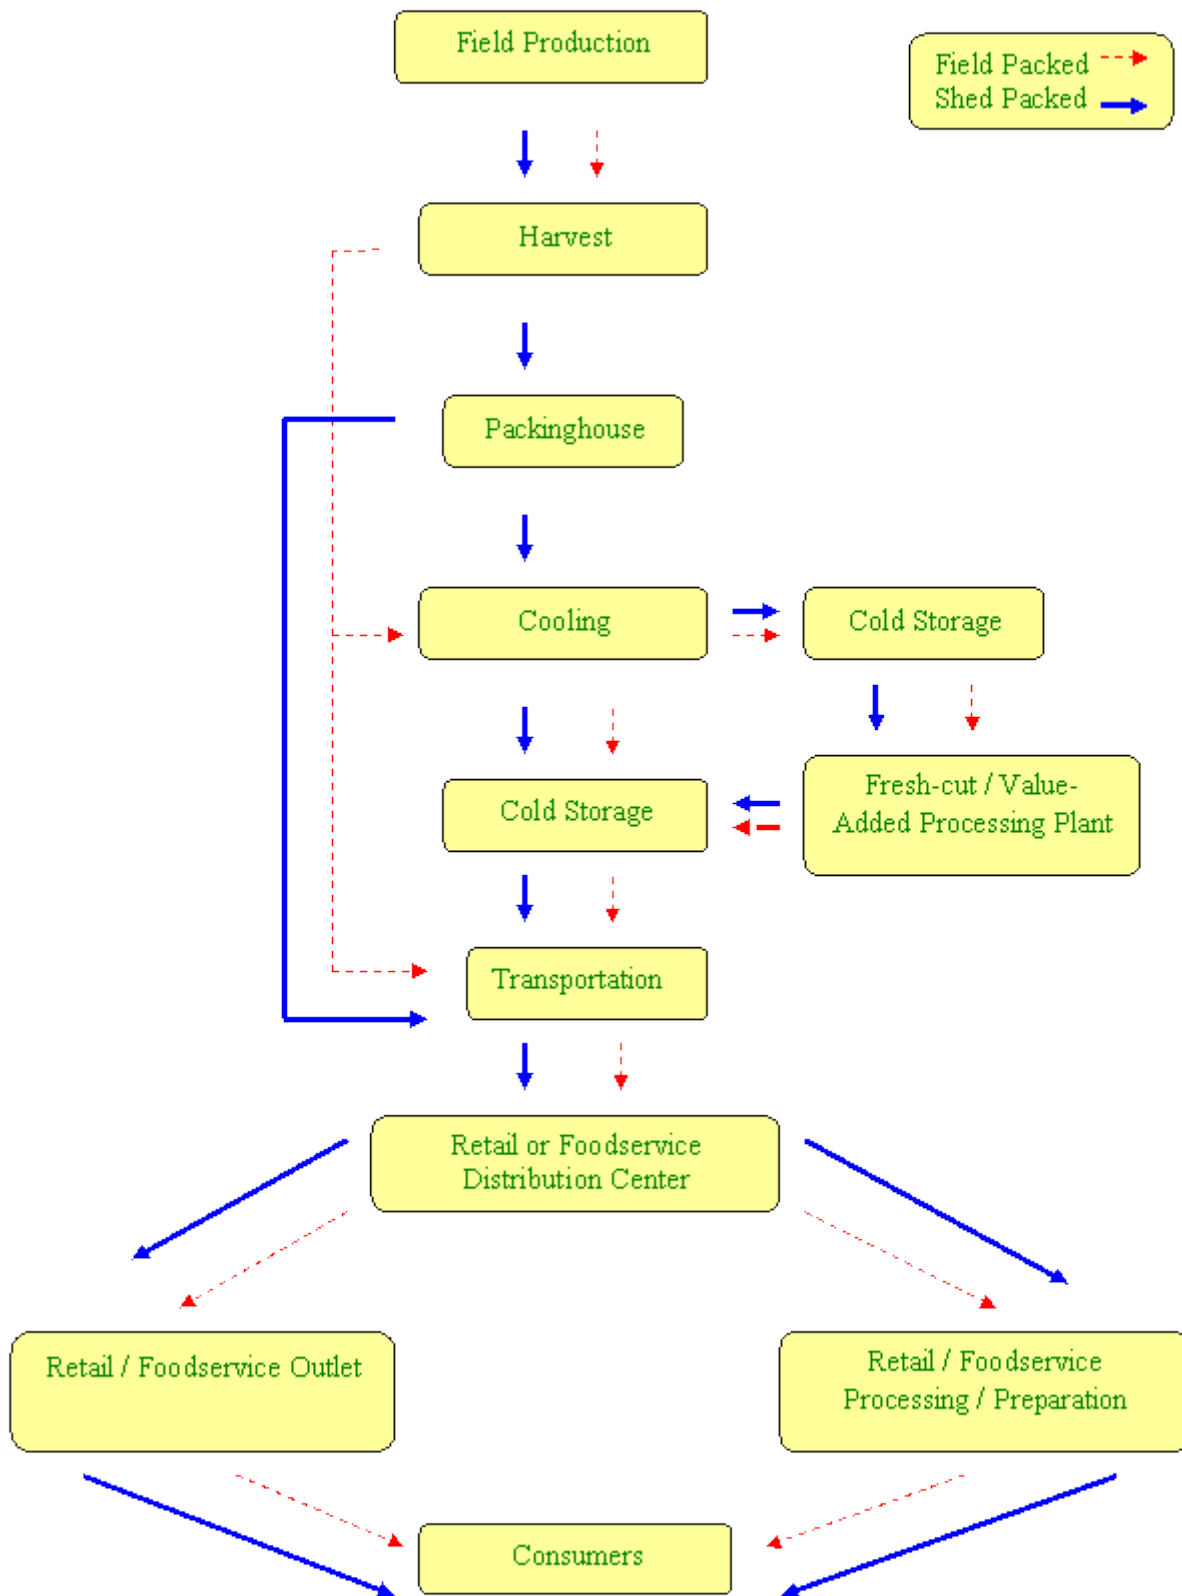 Field Production
Field Packed
Shed Packed
Harvest
Packinghouse
Cooling
Cold Storage
Fresh-cut / Value-
Added Processing Plant
Cold Storage
Transportation
Retail or Foodservice
Distribution Center
Retail / Foodservice Outlet
Retail / Foodservice
Processing / Preparation
Consumers